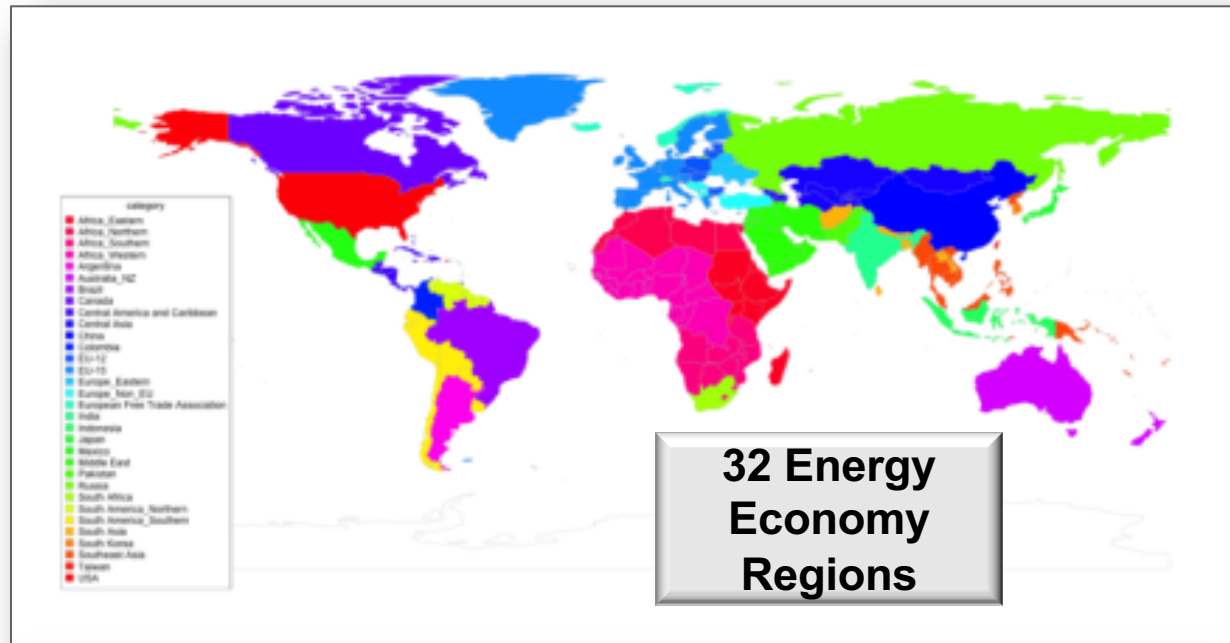 category
Africa_Eastern
Africa_Northern
Africa_Southern
Africa_Western
Argentina
Australia_NZ
Brazil
Canada
Central America and Caribbean
Central Asia
China
Colombia
EU-12
EU-15
Europe_Eastern
Europe_Non_EU
European Free Trade Association
India
Indonesia
Japan
Mexico
Middle East
Pakistan
Russia
South Africa
South America_Northern
South America_Southern
South Asia
South Korea
Southeast Asia
Taiwan
USA
32 Energy
Economy
Regions